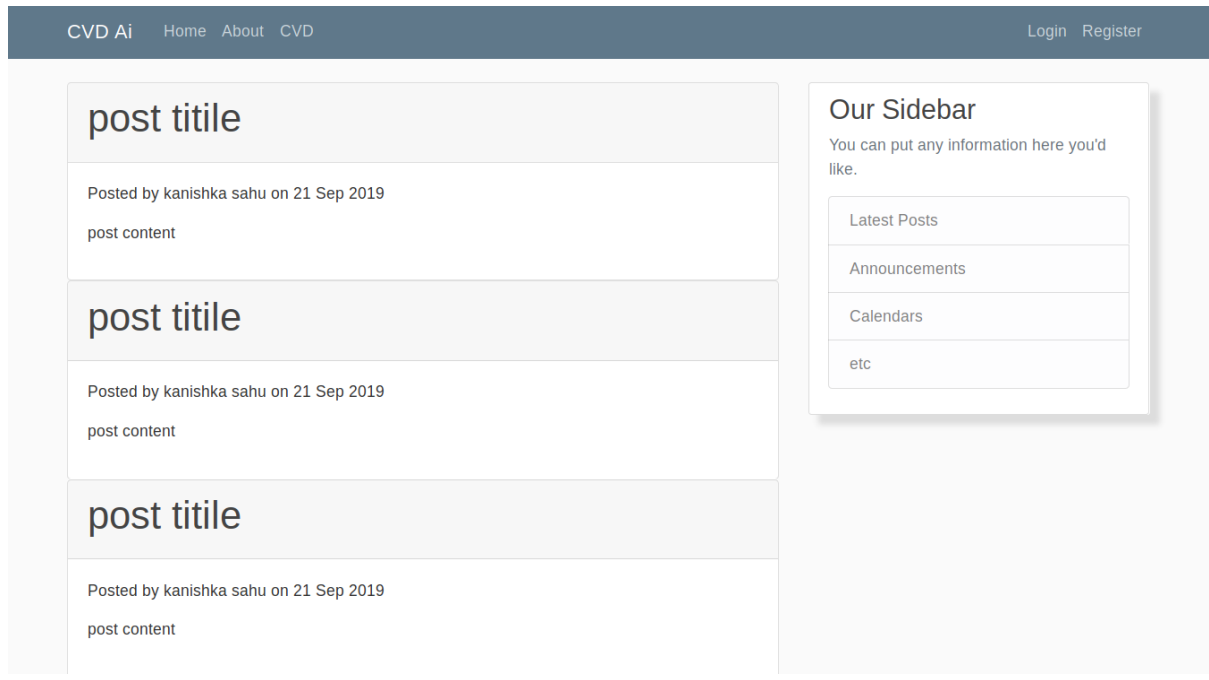 CVD Ai Home About CVD Login Register
post titile
Posted by kanishka sahu on 21 Sep 2019
post content
post titile
Posted by kanishka sahu on 21 Sep 2019
post content
post titile
Posted by kanishka sahu on 21 Sep 2019
post content
Our Sidebar
You can put any information here you'd
like.
Latest Posts
Announcements
Calendars
etc